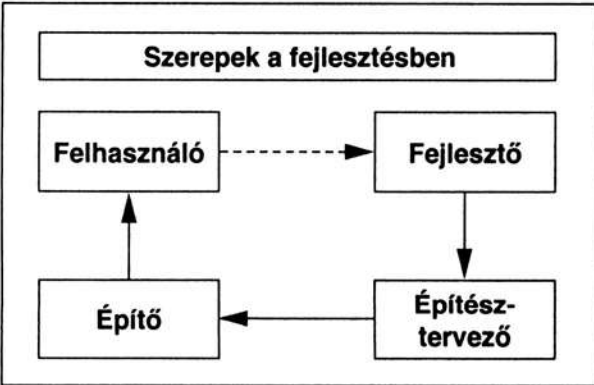 Szerepek a fejlesztésben
Felhasználó
Fejlesztő
Építő
Építész-
tervező